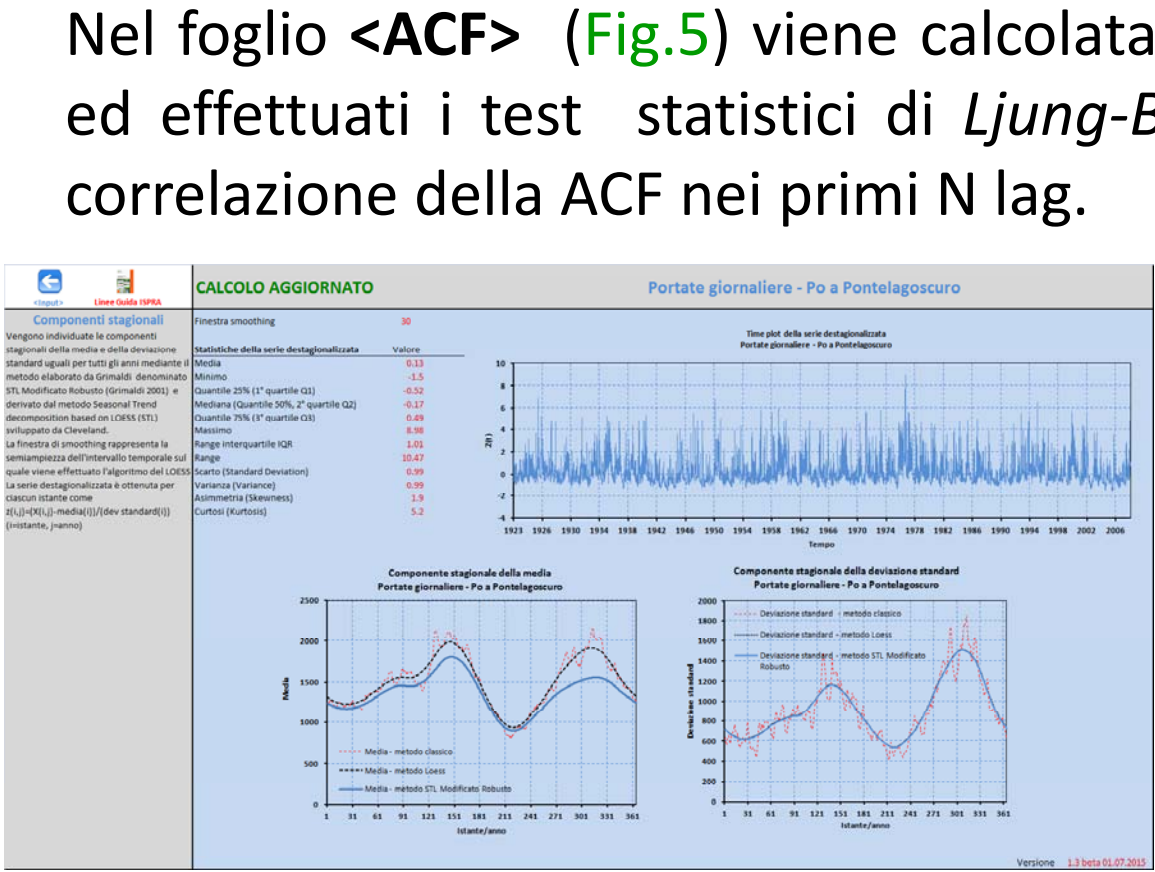 Nel foglio <ACF> (Fig.5) viene calcolata
ed effettuati i test statistici di Ljung-B
correlazione della ACF nei primi N lag.
<Input>
Linee Guida ISPRA
CALCOLO AGGIORNATO
Portate giornaliere - Po a Pontelagoscuro
Componenti stagionali
Vengono individuate le componenti
stagionali della media e della deviazione
standard uguali per tutti gli anni mediante il
metodo elaborato da Grimaldi denominato
STL Modificato Robusto (Grimaldi 2001) e
derivato dal metodo Seasonal Trend
decomposition based on LOESS (STL)
sviluppato da Cleveland.
La finestra di smoothing rappresenta la
semiampiezza dell'intervallo temporale sul
quale viene effettuato l'algoritmo del LOESS
La serie destagionalizzata è ottenuta per
ciascun istante come
z(i,j)=(X(i,j)-media(i))/(dev standard(i))
(i=istante, j=anno)
Finestra smoothing 30
Statistiche della serie destagionalizzata Valore
Media 0.13
Minimo -1.5
Quantile 25% (1° quartile Q1) -0.52
Mediana (Quantile 50%, 2° quartile Q2) -0.17
Quantile 75% (3° quartile Q3) 0.49
Massimo 8.98
Range interquartile IQR 1.01
Range 10.47
Scarto (Standard Deviation) 0.99
Varianza (Variance) 0.99
Asimmetria (Skewness) 1.9
Curtosi (Kurtosis) 5.2
Time plot della serie destagionalizzata
Portate giornaliere - Po a Pontelagoscuro
Z(t)
10
8
6
4
2
0
-2
-4
1923 1926 1930 1934 1938 1942 1946 1950 1954 1958 1962 1966 1970 1974 1978 1982 1986 1990 1994 1998 2002 2006
Tempo
Componente stagionale della media
Portate giornaliere - Po a Pontelagoscuro
Media
2500
2000
1500
1000
500
0
Media - metodo classico
Media - metodo Loess
Media - metodo STL Modificato Robusto
1 31 61 91 121 151 181 211 241 271 301 331 361
Istante/anno
Componente stagionale della deviazione standard
Portate giornaliere - Po a Pontelagoscuro
Deviazione standard
2000
1800
1600
1400
1200
1000
800
600
400
200
0
Deviazione standard - metodo classico
Deviazione standard - metodo Loess
Deviazione standard - metodo STL Modificato
Robusto
1 31 61 91 121 151 181 211 241 271 301 331 361
Istante/anno
Versione 1.3 beta 01.07.2015